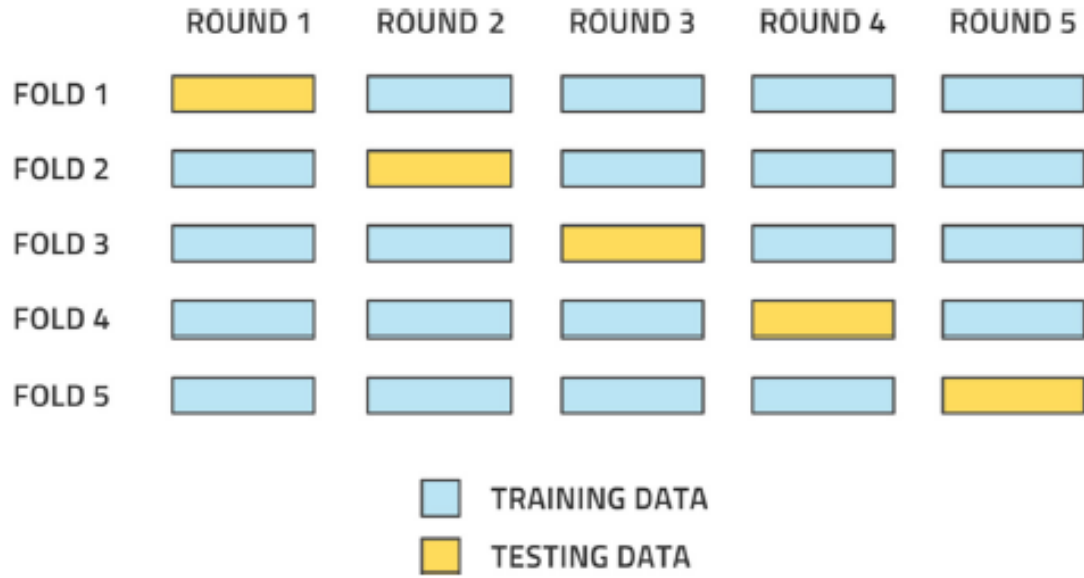 ROUND 1 ROUND 2 ROUND 3 ROUND 4 ROUND 5
FOLD 1
FOLD 2
FOLD 3
FOLD 4
FOLD 5
TRAINING DATA
TESTING DATA